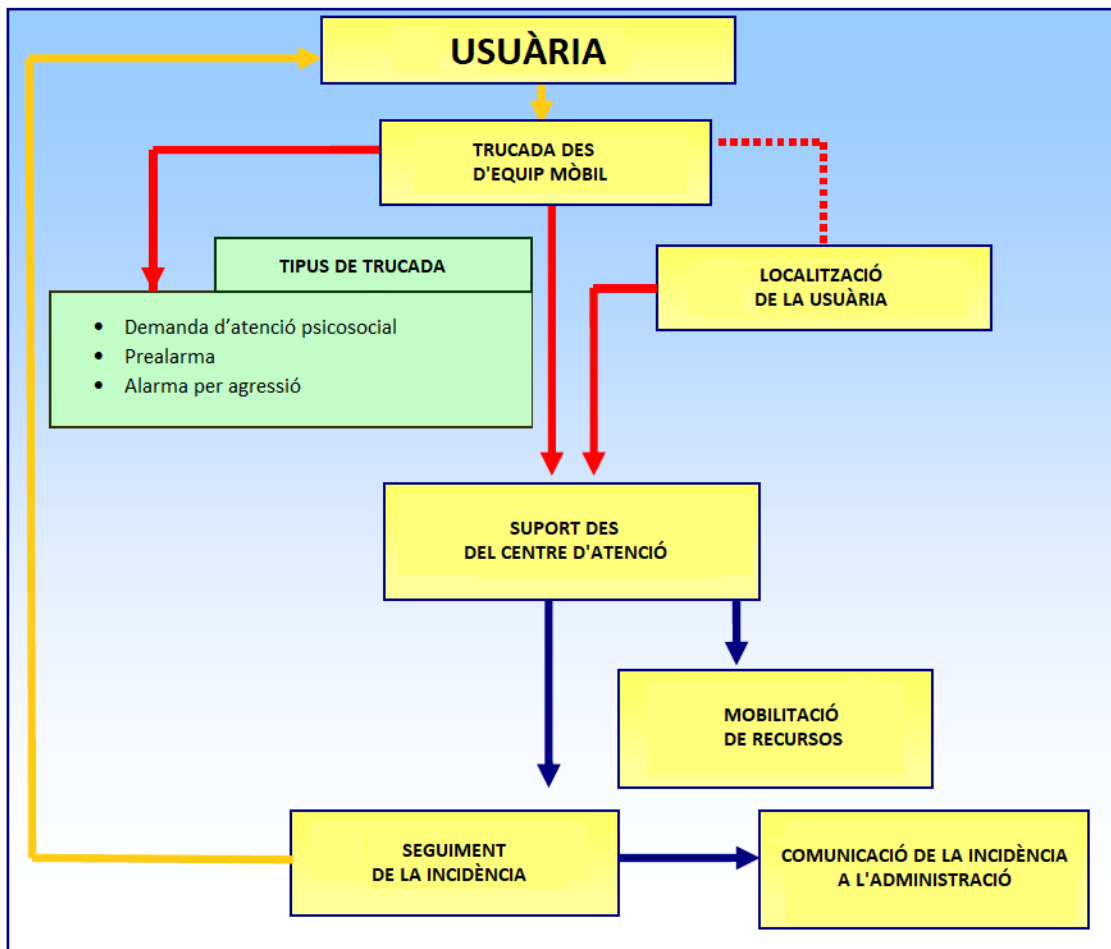 USUÀRIA
TRUCADA DES
D'EQUIP MÒBIL
TIPUS DE TRUCADA
LOCALITZACIÓ
DE LA USUÀRIA
• Demanda d’atenció psicosocial
• Prealarma
• Alarma per agressió
SUPORT DES
DEL CENTRE D'ATENCIÓ
MOBILITACIÓ
DE RECURSOS
SEGUIMENT
DE LA INCIDÈNCIA
COMUNICACIÓ DE LA INCIDÈNCIA
A L'ADMINISTRACIÓ